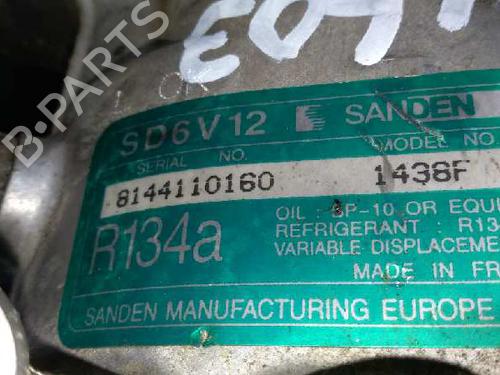 B-PARTS
E0
SD6V12 SANDEN
SERIAL NO. MODEL NO.
8144110160 1438F
OIL : SP-10 OR EQU
R134a
REFRIGERANT : R13
VARIABLE DISPLACEME
MADE IN FR
SANDEN MANUFACTURING EUROPE